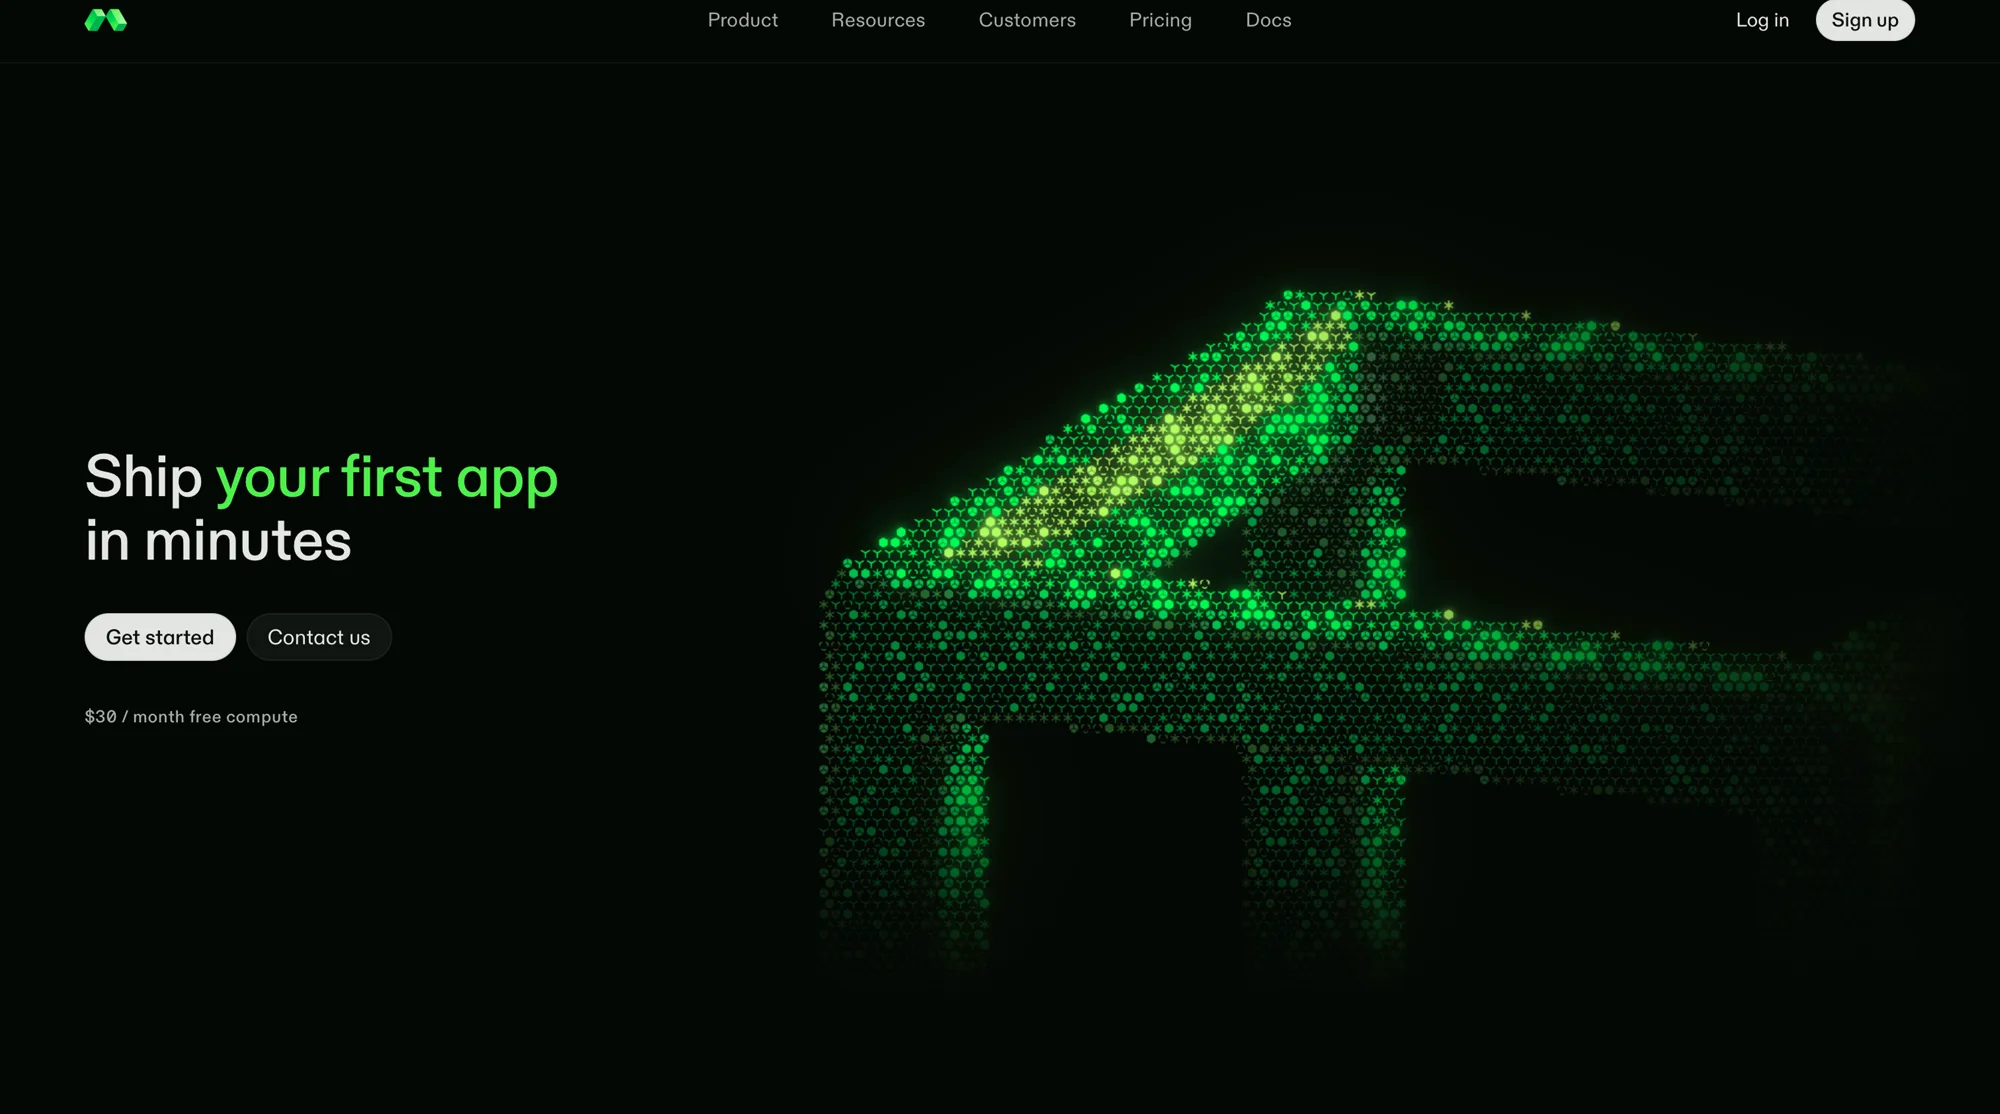 Product
Resources
Customers
Pricing
Docs
Log in
Sign up
Ship your first app
in minutes
Get started
Contact us
$30 / month free compute